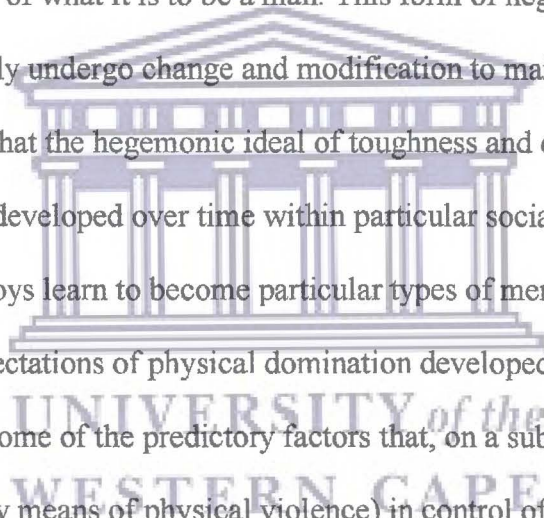 of what it is to be a man. This form of heg
ly undergo change and modification to mai
hat the hegemonic ideal of toughness and
developed over time within particular socia
oys learn to become particular types of men
ectations of physical domination developed
UNIVERSITY of the
ome of the predictory factors that, on a sub
WESTERN CAPE
y means of physical violence) in control of